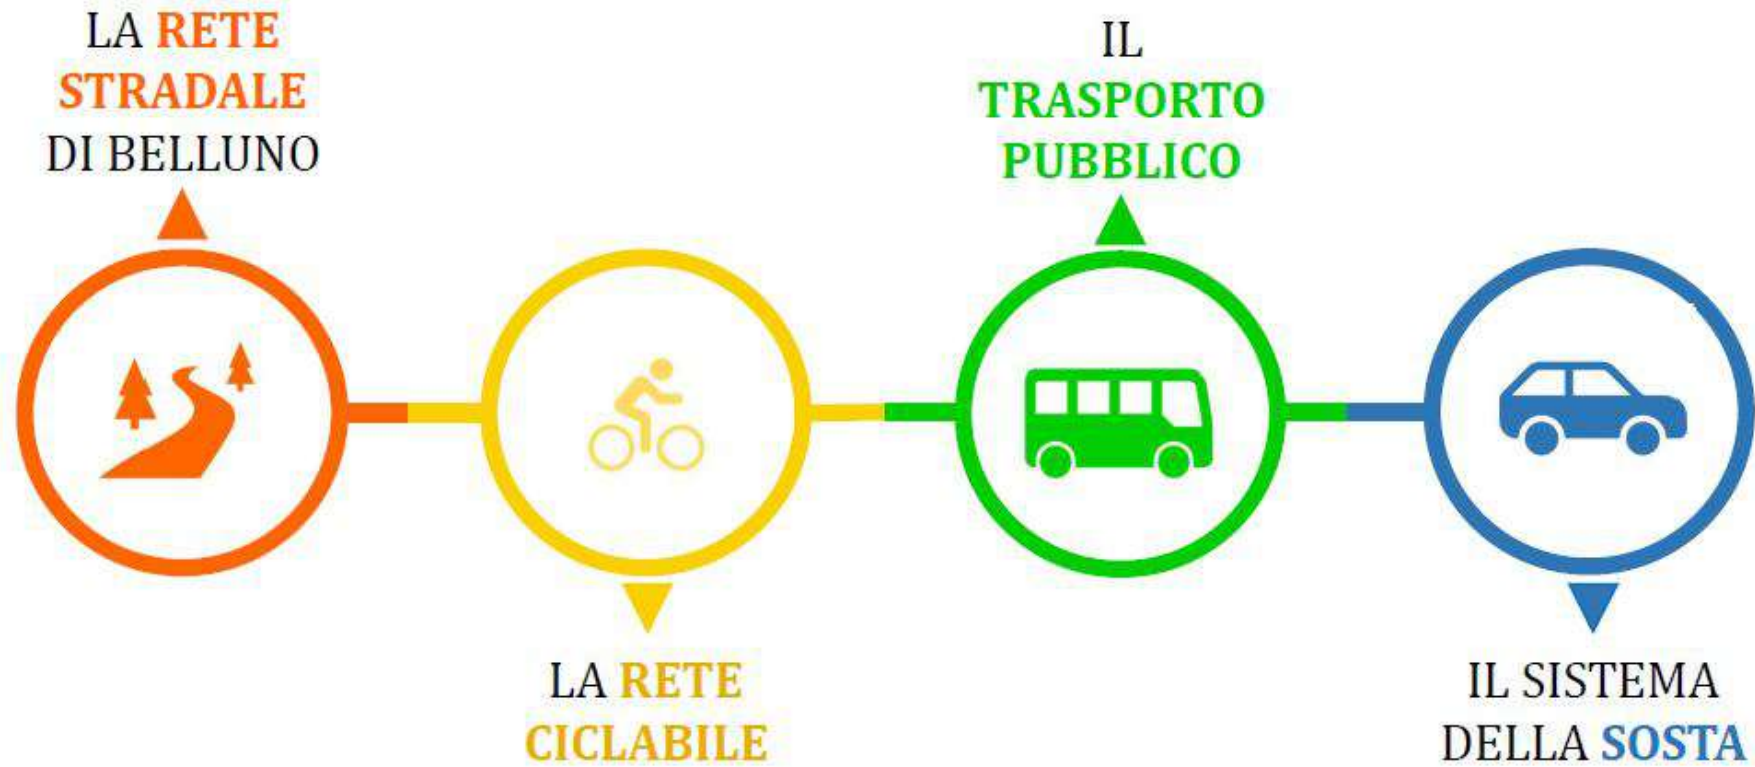 LA RETE
STRADALE
DI BELLUNO
LA RETE
CICLABILE
IL
TRASPORTO
PUBBLICO
IL SISTEMA
DELLA SOSTA